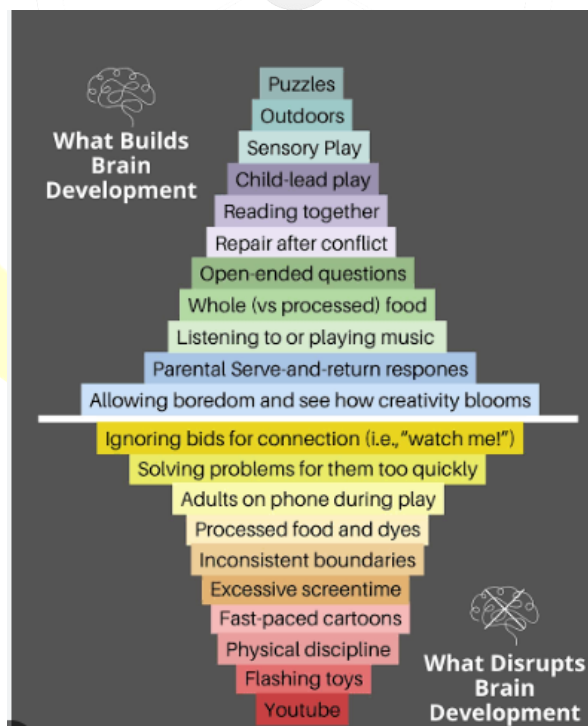 What Builds
Brain
Development
Puzzles
Outdoors
Sensory Play
Child-lead play
Reading together
Repair after conflict
Open-ended questions
Whole (vs processed) food
Listening to or playing music
Parental Serve-and-return respones
Allowing boredom and see how creativity blooms
Ignoring bids for connection (i.e., "watch me!")
Solving problems for them too quickly
Adults on phone during play
Processed food and dyes
Inconsistent boundaries
Excessive screentime
Fast-paced cartoons
Physical discipline
Flashing toys
Youtube
What Disrupts
Brain
Development